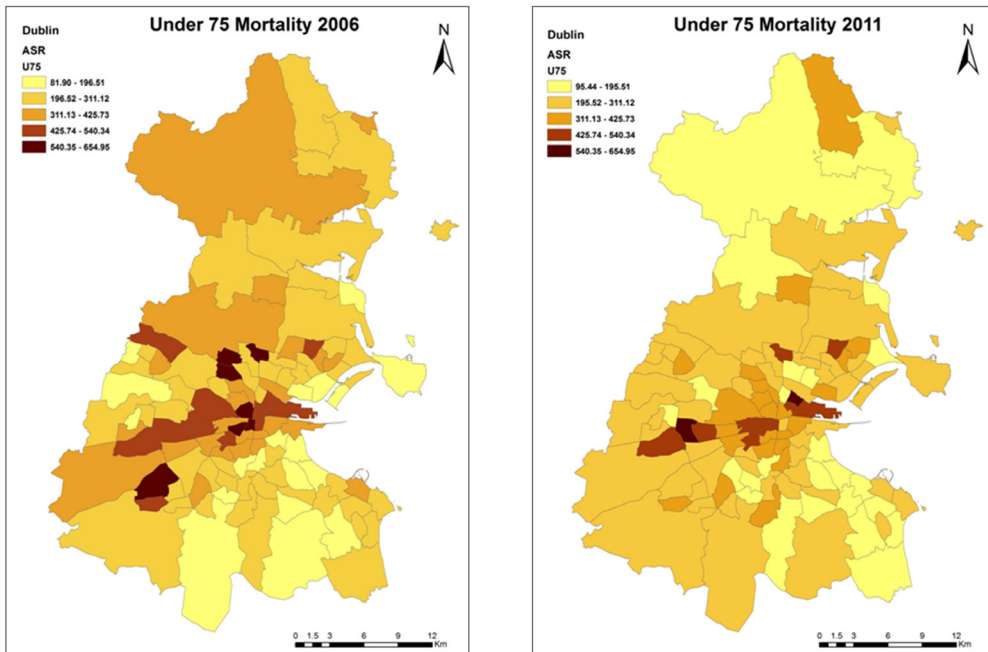 Under 75 Mortality 2006
Dublin
ASR
U75
81.90 - 196.51
196.52 - 311.12
311.13 - 425.73
425.74 - 540.34
540.35 - 654.95
N
0 1.5 3 6 9 12
Km
Under 75 Mortality 2011
Dublin
ASR
U75
95.44 - 195.51
195.52 - 311.12
311.13 - 425.73
425.74 - 540.34
540.35 - 654.95
N
0 1.5 3 6 9 12
Km